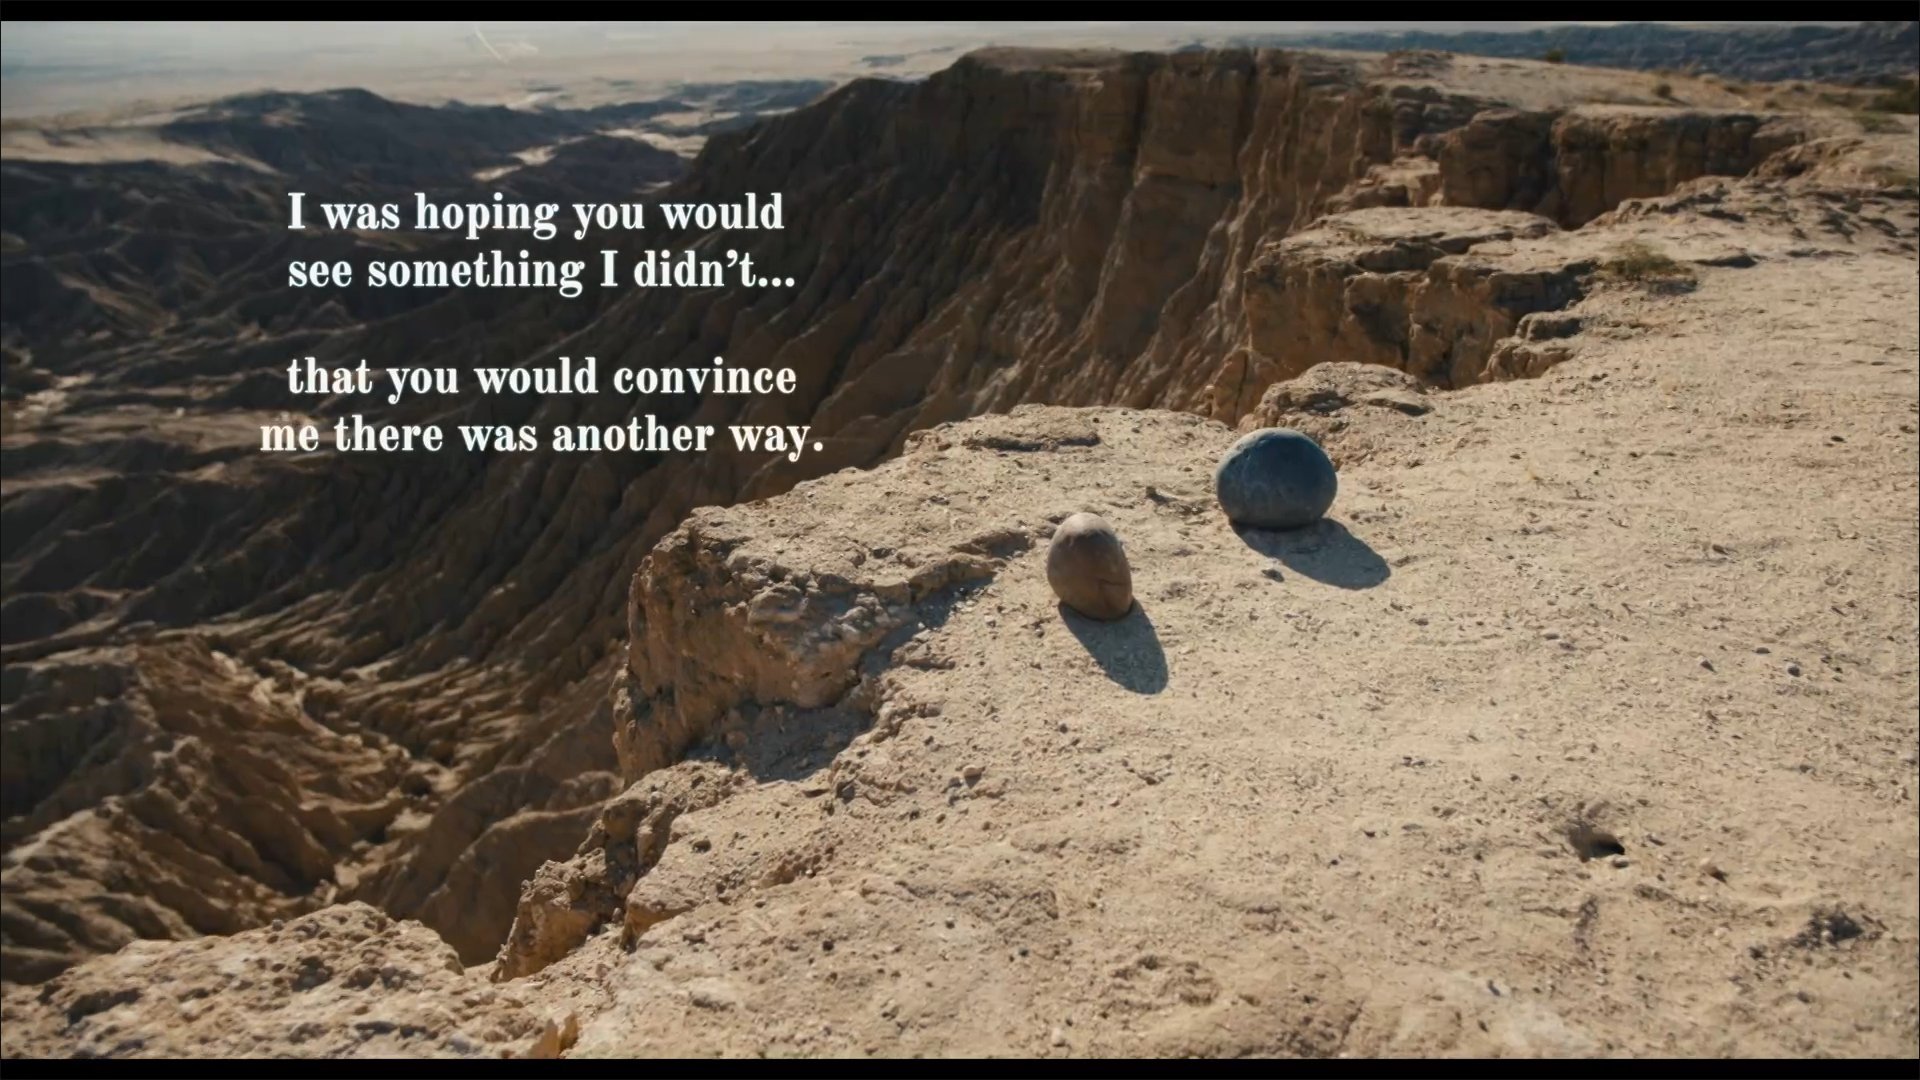 I was hoping you would
see something I didn't...
that you would convince
me there was another way.